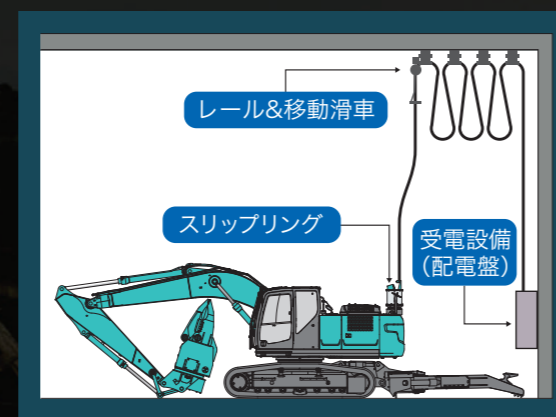 レール&移動滑車
スリップリング
受電設備
（配電盤）